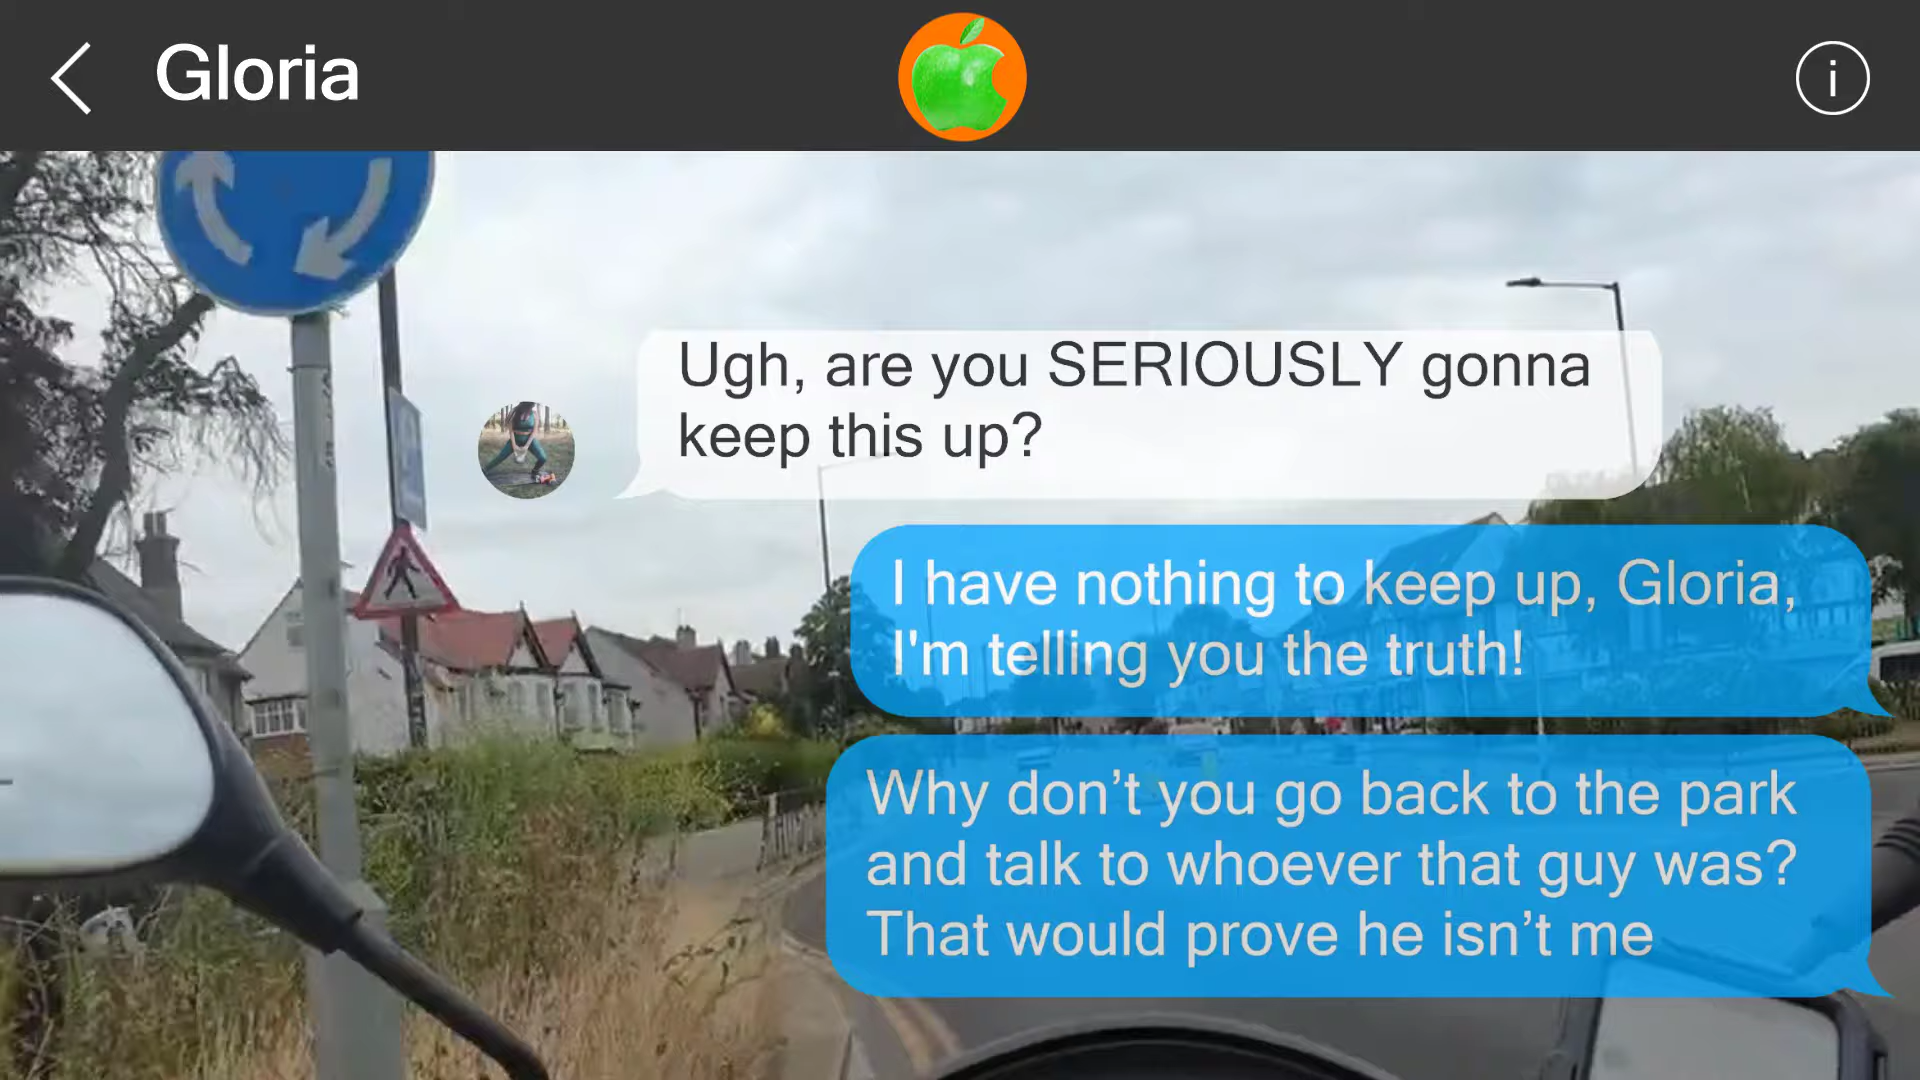 Gloria
i
Ugh, are you SERIOUSLY gonna
keep this up?
I have nothing to keep up, Gloria,
I'm telling you the truth!
Why don’t you go back to the park
and talk to whoever that guy was?
That would prove he isn’t me